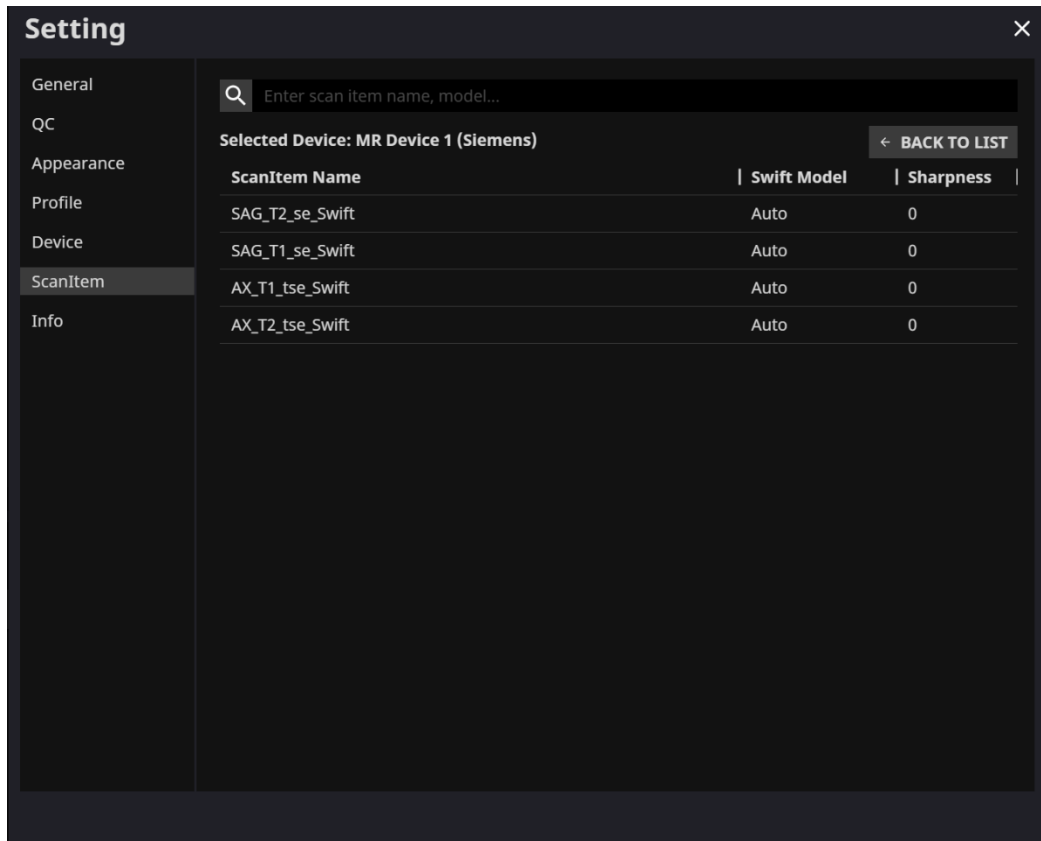 Setting
General
QC
Appearance
Profile
Device
ScanItem
Info
Enter scan item name, model...
Selected Device: MR Device 1 (Siemens)
← BACK TO LIST
ScanItem Name | Swift Model | Sharpness |
SAG_T2_se_Swift Auto 0
SAG_T1_se_Swift Auto 0
AX_T1_tse_Swift Auto 0
AX_T2_tse_Swift Auto 0